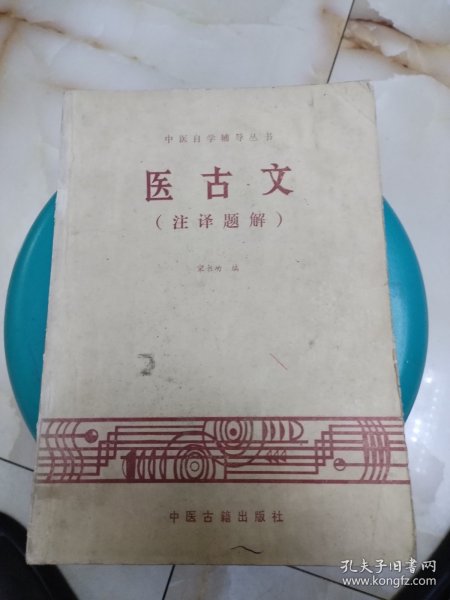 中医自学辅导丛书
医古文
（注译题解）
编
中医古籍出版社
孔夫子旧书网
www.kongfz.com